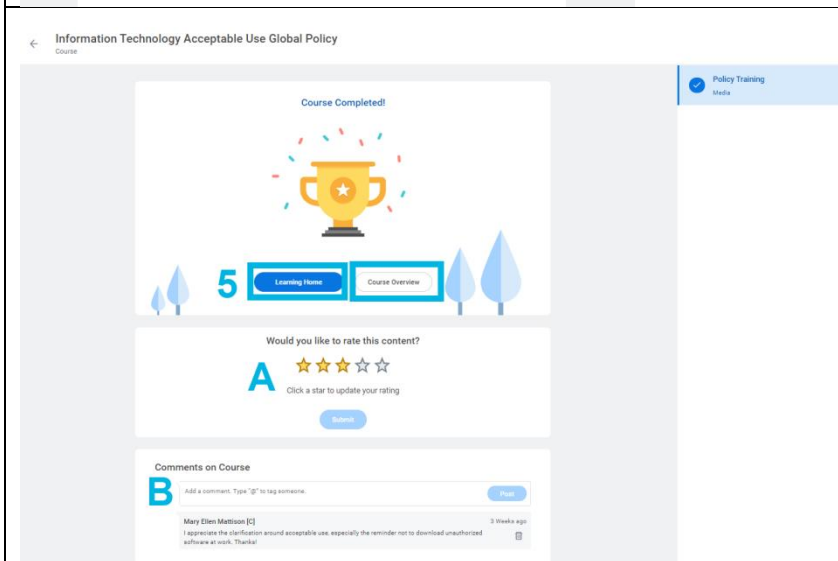 Information Technology Acceptable Use Global Policy
Course
Policy Training
Media
Course Completed!
5
Learning Home
Course Overview
Would you like to rate this content?
A
Click a star to update your rating
Submit
Comments on Course
B
Add a comment. Type "@" to tag someone.
Post
Mary Ellen Mattison [C]
3 Weeks ago
I appreciate the clarification around acceptable use, especially the reminder not to download unauthorized
software at work. Thanks!